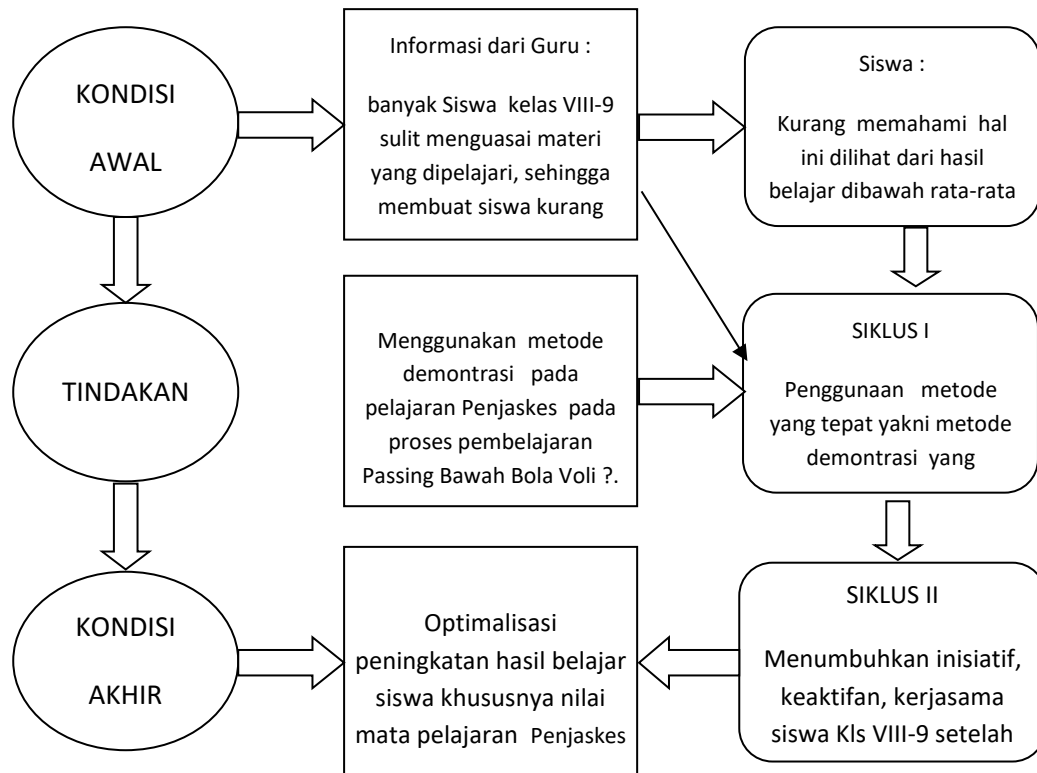 KONDISI
AWAL
Informasi dari Guru :
banyak Siswa kelas VIII-9
sulit menguasai materi
yang dipelajari, sehingga
membuat siswa kurang
Siswa :
Kurang memahami hal
ini dilihat dari hasil
belajar dibawah rata-rata
TINDAKAN
Menggunakan metode
demontrasi pada
pelajaran Penjaskes pada
proses pembelajaran
Passing Bawah Bola Voli ?.
SIKLUS I
Penggunaan metode
yang tepat yakni metode
demontrasi yang
KONDISI
AKHIR
Optimalisasi
peningkatan hasil belajar
siswa khususnya nilai
mata pelajaran Penjaskes
SIKLUS II
Menumbuhkan inisiatif,
keaktifan, kerjasama
siswa Kls VIII-9 setelah